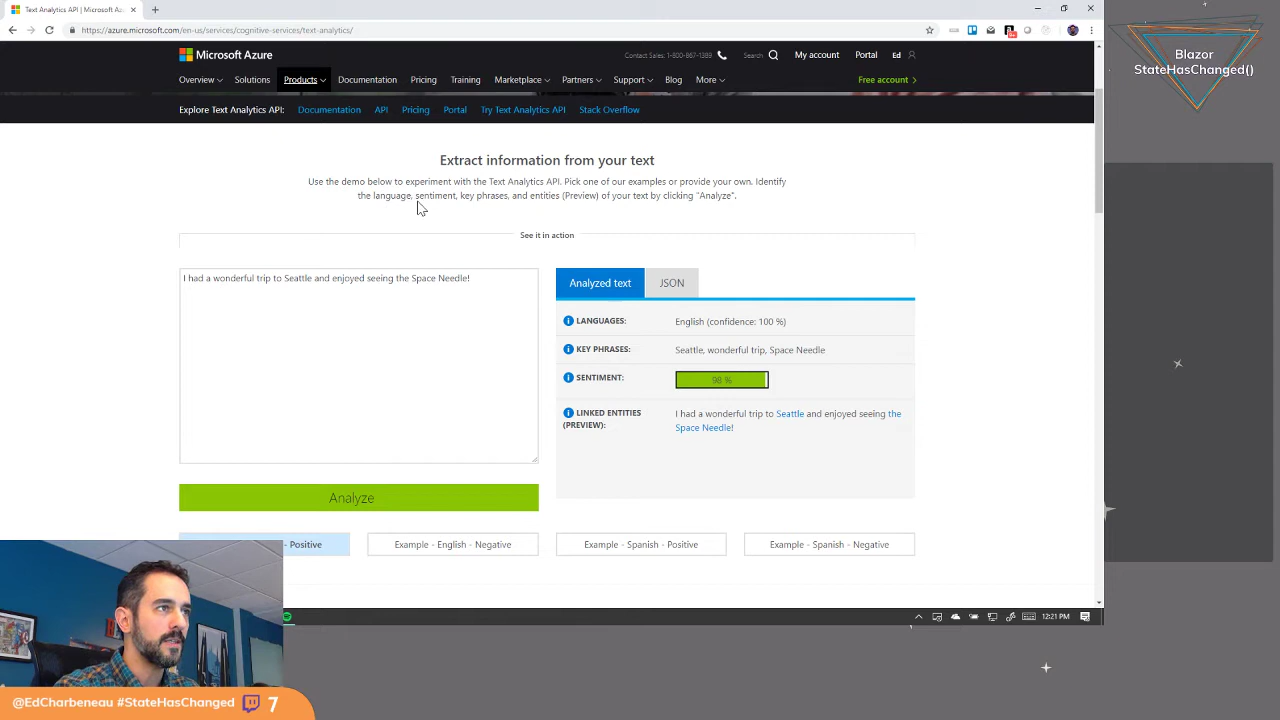 Text Analytics API | Microsoft Az
https://azure.microsoft.com/en-us/services/cognitive-services/text-analytics/
Blazor
StateHasChanged()
Microsoft Azure
Contact Sales: 1-800-867-1389
Search
My account
Portal
Ed
Overview
Solutions
Products
Documentation
Pricing
Training
Marketplace
Partners
Support
Blog
More
Free account
Explore Text Analytics API:
Documentation
API
Pricing
Portal
Try Text Analytics API
Stack Overflow
Extract information from your text
Use the demo below to experiment with the Text Analytics API. Pick one of our examples or provide your own. Identify
the language, sentiment, key phrases, and entities (Preview) of your text by clicking "Analyze".
See it in action
I had a wonderful trip to Seattle and enjoyed seeing the Space Needle!
Analyzed text
JSON
LANGUAGES:
English (confidence: 100 %)
KEY PHRASES:
Seattle, wonderful trip, Space Needle
SENTIMENT:
98 %
LINKED ENTITIES
(PREVIEW):
I had a wonderful trip to Seattle and enjoyed seeing the
Space Needle!
Analyze
- Positive
Example - English - Negative
Example - Spanish - Positive
Example - Spanish - Negative
12:21 PM
@EdCharbeneau #StateHasChanged
7